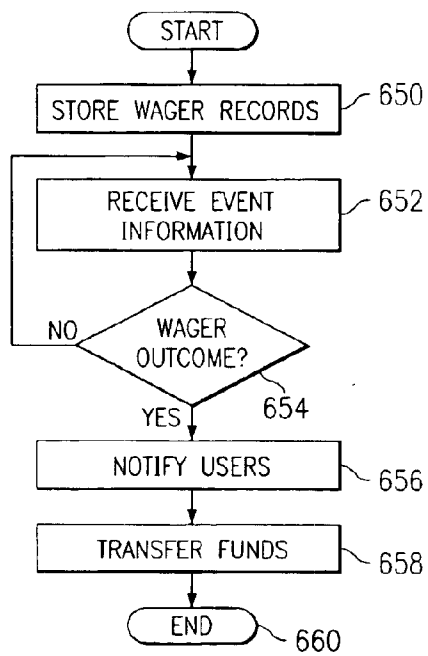 START
STORE WAGER RECORDS
650
RECEIVE EVENT
INFORMATION
652
WAGER
OUTCOME?
NO
654
YES
NOTIFY USERS
656
TRANSFER FUNDS
658
END
660